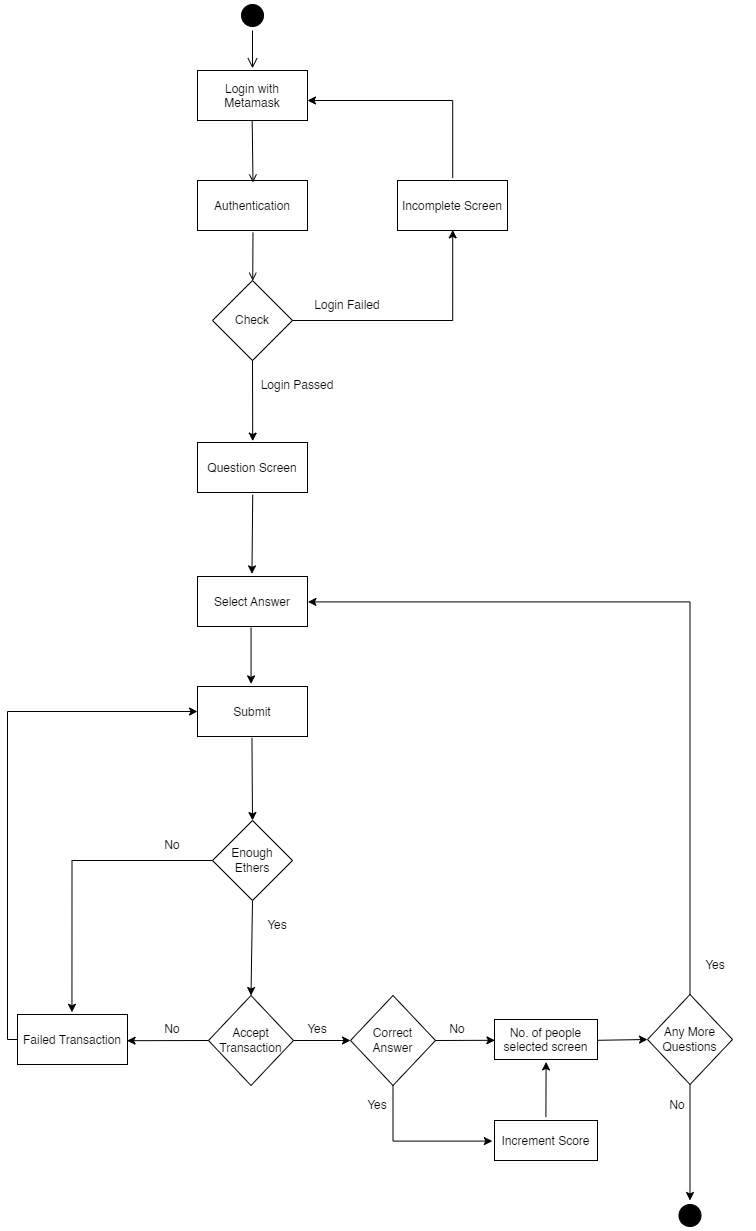 Login with
Metamask
Authentication
Incomplete Screen
Login Failed
Check
Login Passed
Question Screen
Select Answer
Submit
No
Enough
Ethers
Yes
Yes
Failed Transaction
No
Accept
Transaction
Yes
Correct
Answer
No
No. of people
selected screen
Any More
Questions
Yes
No
Increment Score